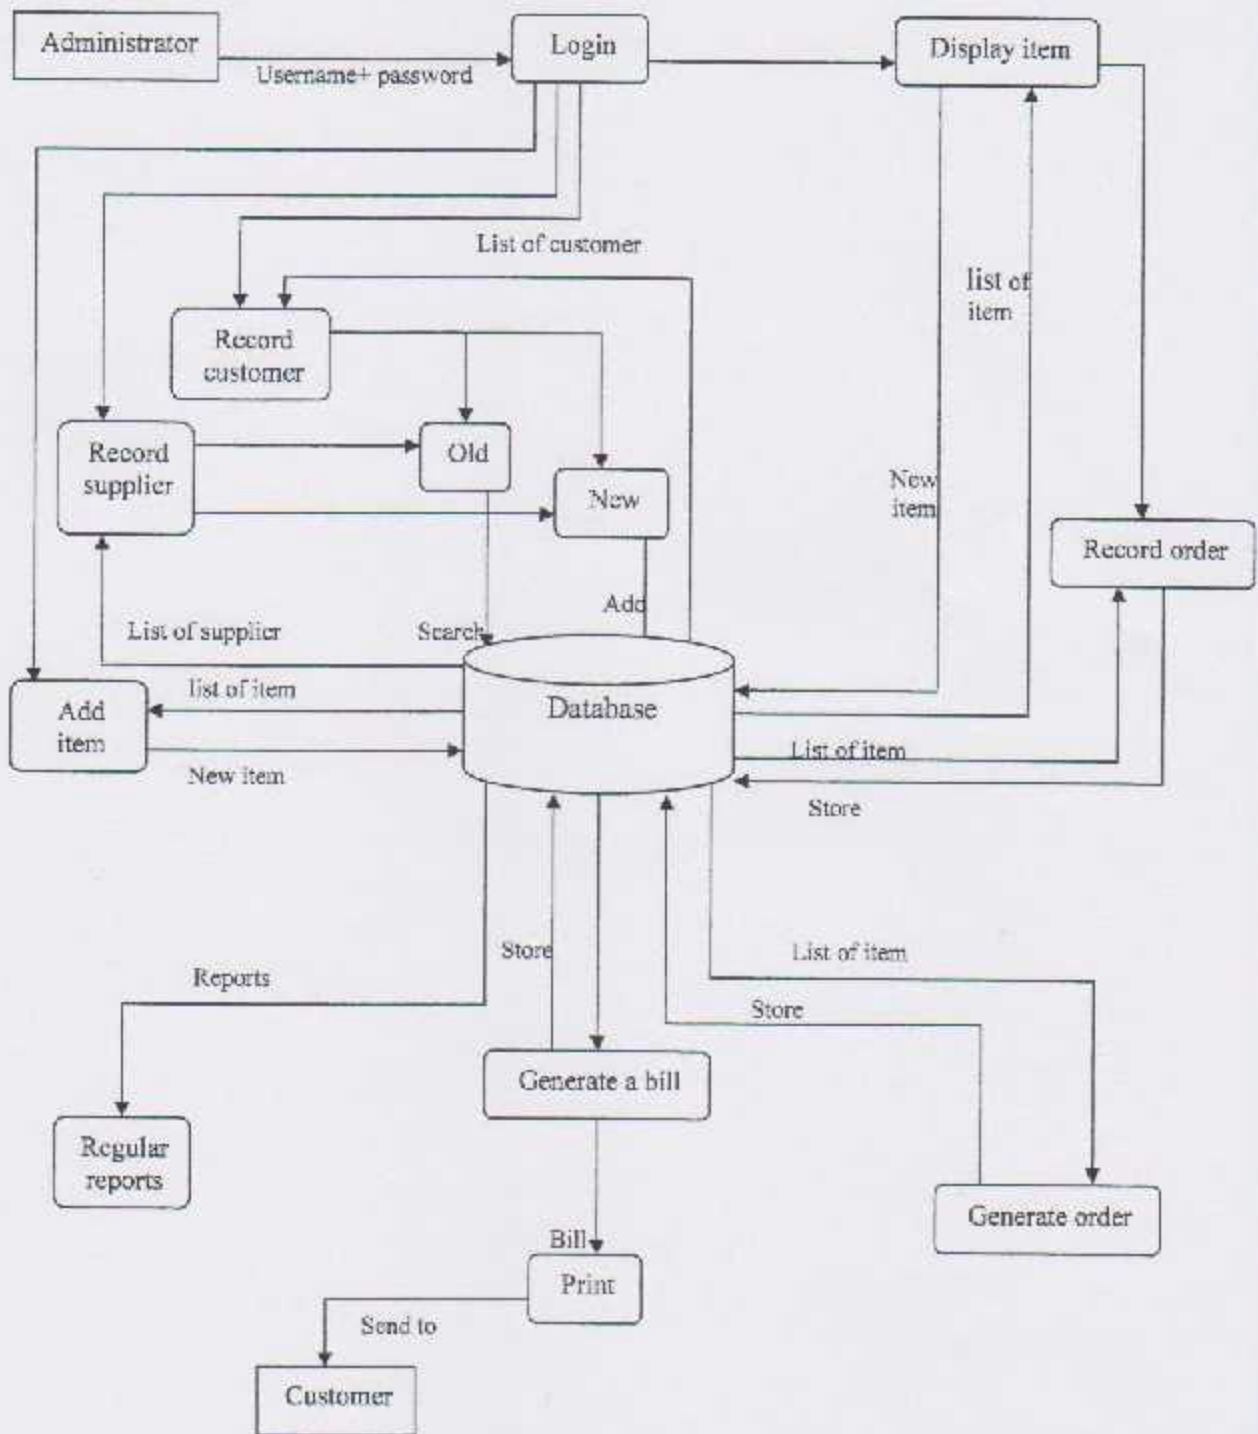 Administrator
Login
Display item
Username+ password
List of customer
list of
item
Record
customer
Record
supplier
Old
New
New
item
Record order
Add
List of supplier
Search
list of item
Add
item
Database
New item
List of item
Store
Store
List of item
Reports
Store
Generate a bill
Regular
reports
Generate order
Bill
Print
Send to
Customer